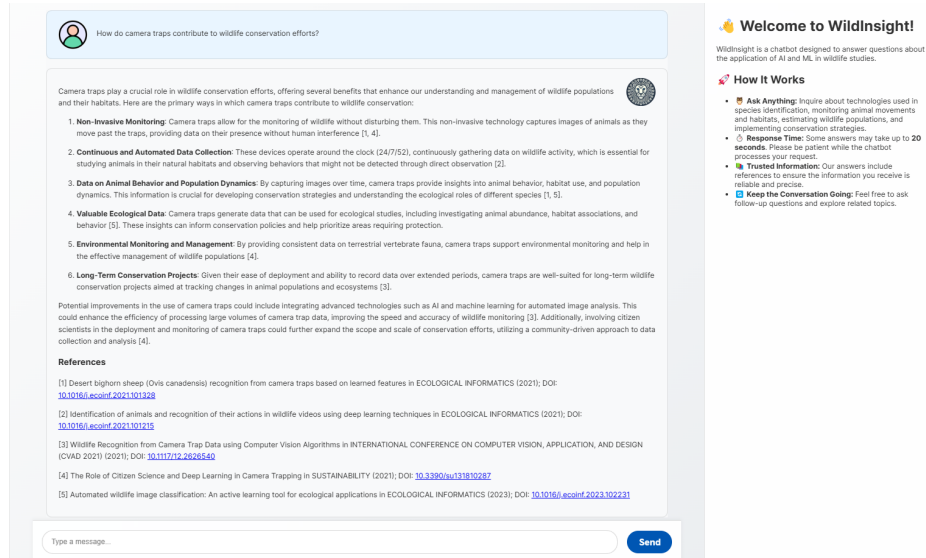 How do camera traps contribute to wildlife conservation efforts?
Camera traps play a crucial role in wildlife conservation efforts, offering several benefits that enhance our understanding and management of wildlife populations
and their habitats. Here are the primary ways in which camera traps contribute to wildlife conservation:
1. Non-Invasive Monitoring: Camera traps allow for the monitoring of wildlife without disturbing them. This non-invasive technology captures images of animals as they
move past the traps, providing data on their presence without human interference [1, 4].
2. Continuous and Automated Data Collection: These devices operate around the clock (24/7/52), continuously gathering data on wildlife activity, which is essential for
studying animals in their natural habitats and observing behaviors that might not be detected through direct observation [2].
3. Data on Animal Behavior and Population Dynamics: By capturing images over time, camera traps provide insights into animal behavior, habitat use, and population
dynamics. This information is crucial for developing conservation strategies and understanding the ecological roles of different species [1, 5].
4. Valuable Ecological Data: Camera traps generate data that can be used for ecological studies, including investigating animal abundance, habitat associations, and
behavior [5]. These insights can inform conservation policies and help prioritize areas requiring protection.
5. Environmental Monitoring and Management: By providing consistent data on terrestrial vertebrate fauna, camera traps support environmental monitoring and help in
the effective management of wildlife populations [4].
6. Long-Term Conservation Projects: Given their ease of deployment and ability to record data over extended periods, camera traps are well-suited for long-term wildlife
conservation projects aimed at tracking changes in animal populations and ecosystems [3].
Potential improvements in the use of camera traps could include integrating advanced technologies such as AI and machine learning for automated image analysis. This
could enhance the efficiency of processing large volumes of camera trap data, improving the speed and accuracy of wildlife monitoring [3]. Additionally, involving citizen
scientists in the deployment and monitoring of camera traps could further expand the scope and scale of conservation efforts, utilizing a community-driven approach to data
collection and analysis [4].
References
[1] Desert bighorn sheep (Ovis canadensis) recognition from camera traps based on learned features in ECOLOGICAL INFORMATICS (2021); DOI:
10.1016/j.ecoinf.2021.101328
[2] Identification of animals and recognition of their actions in wildlife videos using deep learning techniques in ECOLOGICAL INFORMATICS (2021); DOI:
10.1016/j.ecoinf.2021.101215
[3] Wildlife Recognition from Camera Trap Data using Computer Vision Algorithms in INTERNATIONAL CONFERENCE ON COMPUTER VISION, APPLICATION, AND DESIGN
(CVAD 2021) (2021); DOI: 10.1117/12.2626540
[4] The Role of Citizen Science and Deep Learning in Camera Trapping in SUSTAINABILITY (2021); DOI: 10.3390/su131810287
[5] Automated wildlife image classification: An active learning tool for ecological applications in ECOLOGICAL INFORMATICS (2023); DOI: 10.1016/j.ecoinf.2023.102231
Type a message...
Send
👋 Welcome to WildInsight!
WildInsight is a chatbot designed to answer questions about
the application of AI and ML in wildlife studies.
🚀 How It Works
Ask Anything: Inquire about technologies used in
species identification, monitoring animal movements
and habitats, estimating wildlife populations, and
implementing conservation strategies.
Response Time: Some answers may take up to 20
seconds. Please be patient while the chatbot
processes your request.
Trusted Information: Our answers include
references to ensure the information you receive is
reliable and precise.
Keep the Conversation Going: Feel free to ask
follow-up questions and explore related topics.